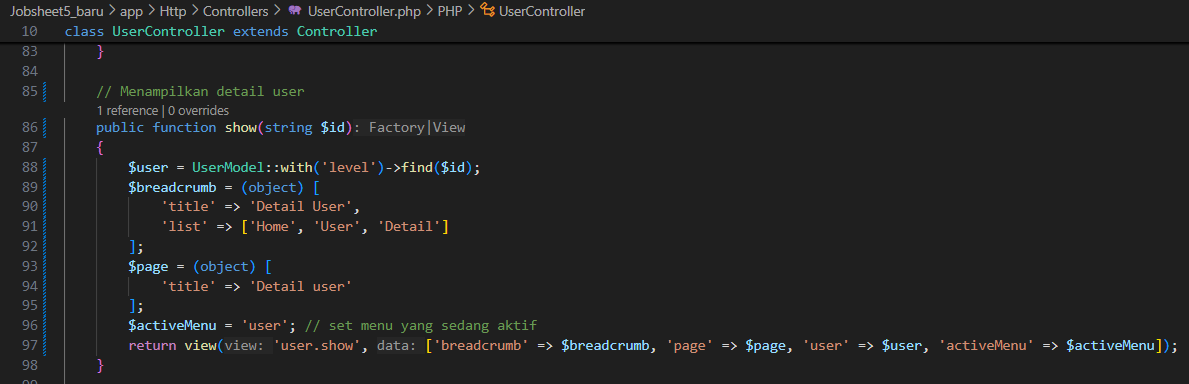 Jobsheet5_baru > app > Http > Controllers > UserController.php > PHP > UserController
10 class UserController extends Controller
83 }
84
85 // Menampilkan detail user
1 reference | 0 overrides
86 public function show(string $id): Factory|View
87 {
88 $user = UserModel::with('level')->find($id);
89 $breadcrumb = (object) [
90 'title' => 'Detail User',
91 'list' => ['Home', 'User', 'Detail']
92 ];
93 $page = (object) [
94 'title' => 'Detail user'
95 ];
96 $activeMenu = 'user'; // set menu yang sedang aktif
97 return view(view: 'user.show', data: ['breadcrumb' => $breadcrumb, 'page' => $page, 'user' => $user, 'activeMenu' => $activeMenu]);
98 }